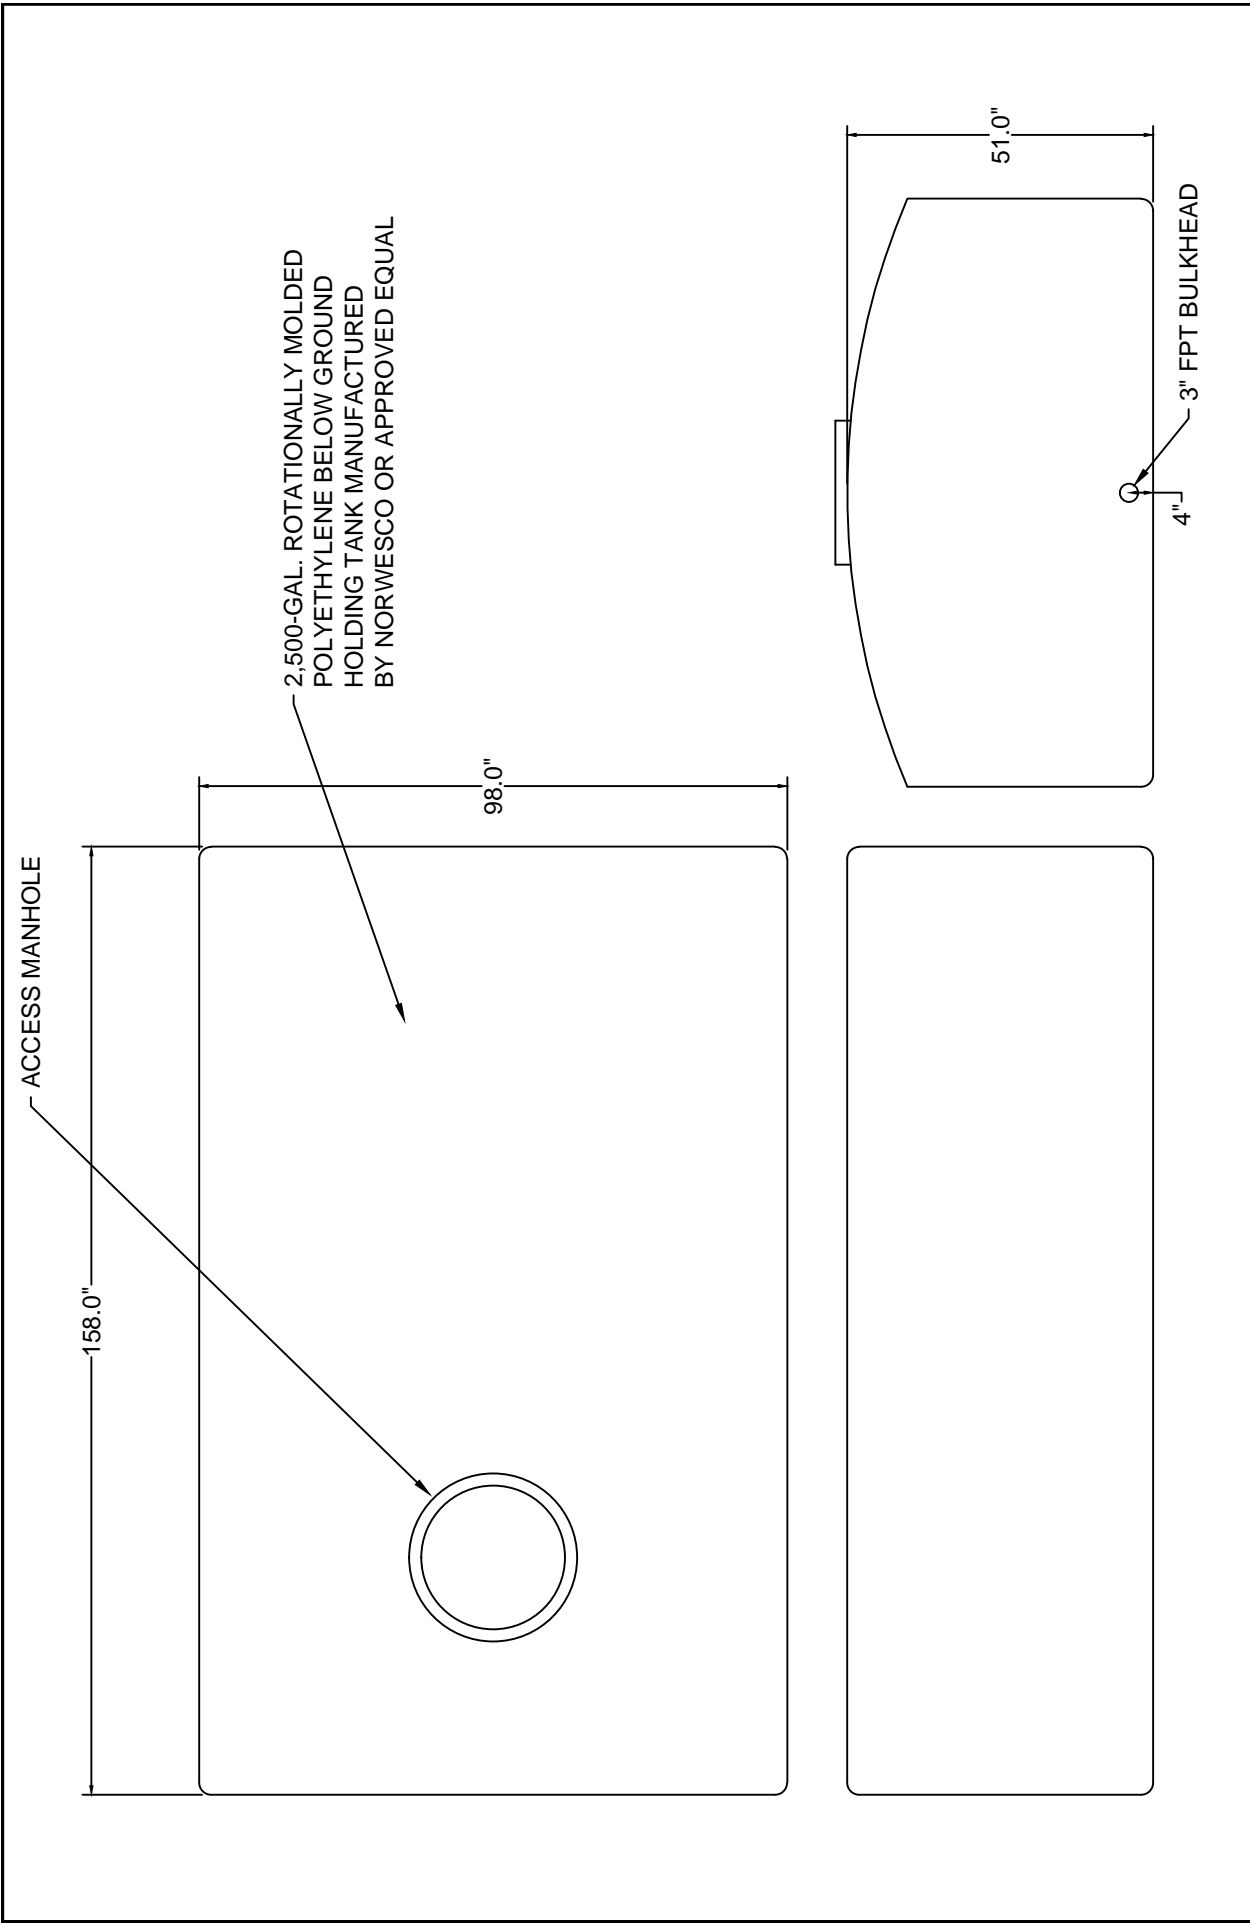 ACCESS MANHOLE
158.0"
2,500-GAL. ROTATIONALLY MOLDED
POLYETHYLENE BELOW GROUND
HOLDING TANK MANUFACTURED
BY NORWESCO OR APPROVED EQUAL
98.0"
51.0"
3" FPT BULKHEAD
4"